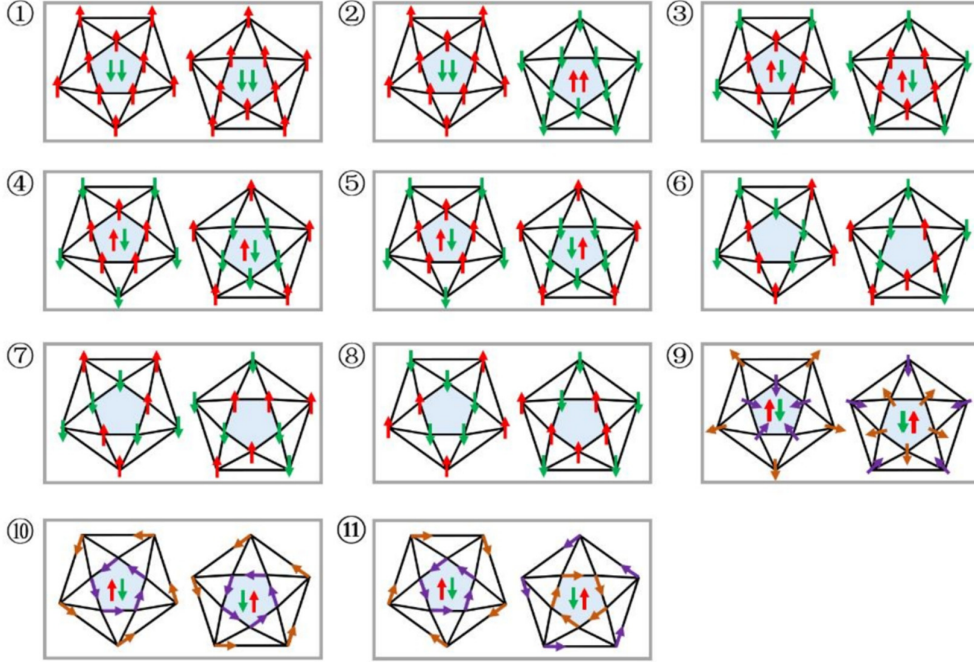 ① ② ③
④ ⑤ ⑥
⑦ ⑧ ⑨
⑩ ⑪